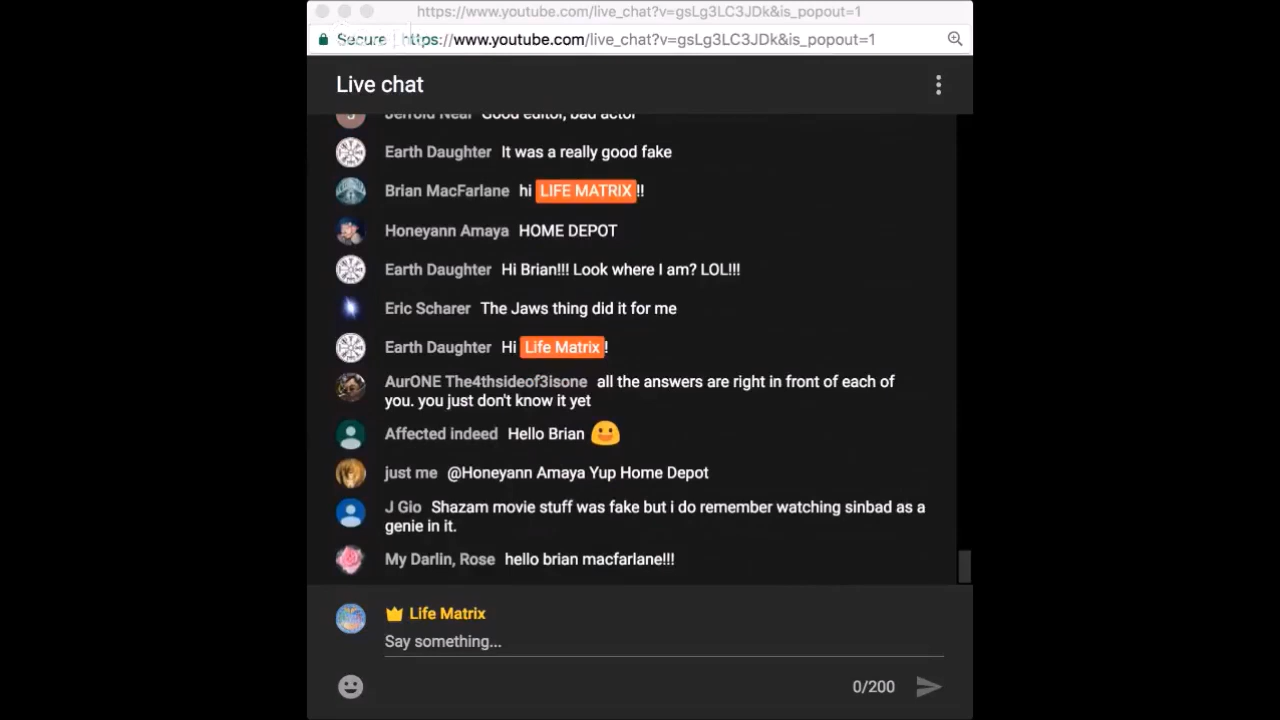 https://www.youtube.com/live_chat?v=gsLg3LC3JDk&is_popout=1
Secure https://www.youtube.com/live_chat?v=gsLg3LC3JDk&is_popout=1
Live chat
Jerrold Near Good editor, bad actor
Earth Daughter It was a really good fake
Brian MacFarlane hi LIFE MATRIX!!
Honeyann Amaya HOME DEPOT
Earth Daughter Hi Brian!!! Look where I am? LOL!!!
Eric Scharer The Jaws thing did it for me
Earth Daughter Hi Life Matrix!
AurONE The4thsideof3isone all the answers are right in front of each of
you. you just don't know it yet
Affected indeed Hello Brian 😀
just me @Honeyann Amaya Yup Home Depot
J Gio Shazam movie stuff was fake but i do remember watching sinbad as a
genie in it.
My Darlin, Rose hello brian macfarlane!!!
Life Matrix
Say something...
0/200